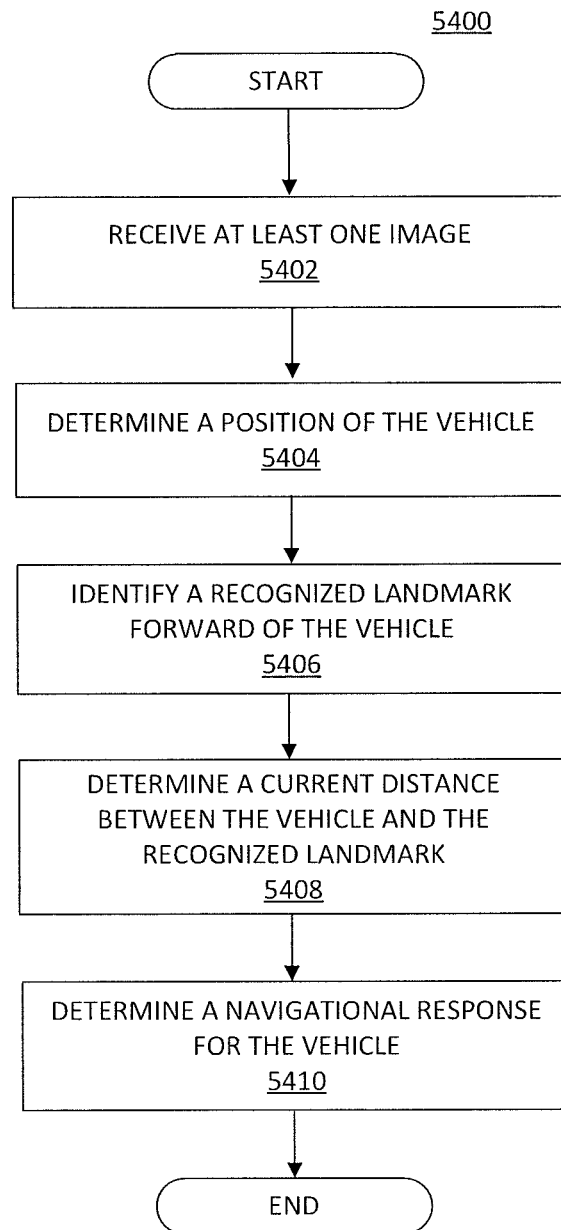 5400
START
RECEIVE AT LEAST ONE IMAGE
5402
DETERMINE A POSITION OF THE VEHICLE
5404
IDENTIFY A RECOGNIZED LANDMARK
FORWARD OF THE VEHICLE
5406
DETERMINE A CURRENT DISTANCE
BETWEEN THE VEHICLE AND THE
RECOGNIZED LANDMARK
5408
DETERMINE A NAVIGATIONAL RESPONSE
FOR THE VEHICLE
5410
END